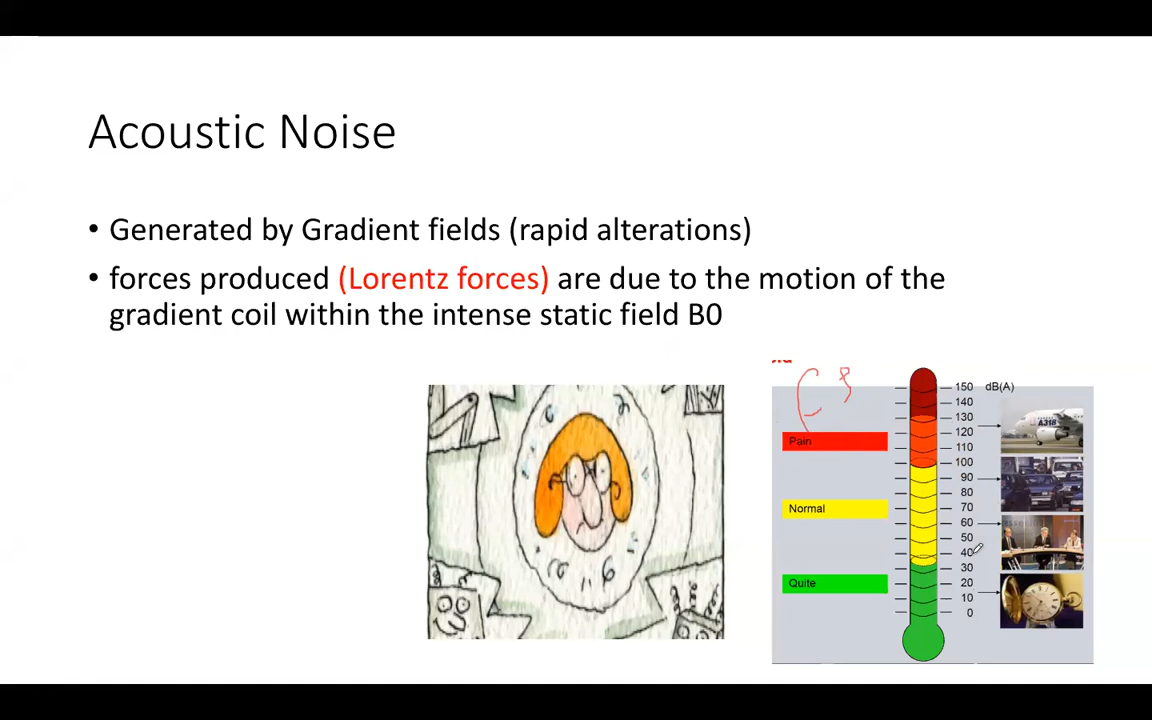 Acoustic Noise
• Generated by Gradient fields (rapid alterations)
• forces produced (Lorentz forces) are due to the motion of the
gradient coil within the intense static field B0
150 dB(A)
140
130
120
Pain
110
100
90
80
Normal
70
60
50
40
30
Quite
20
10
0
A318